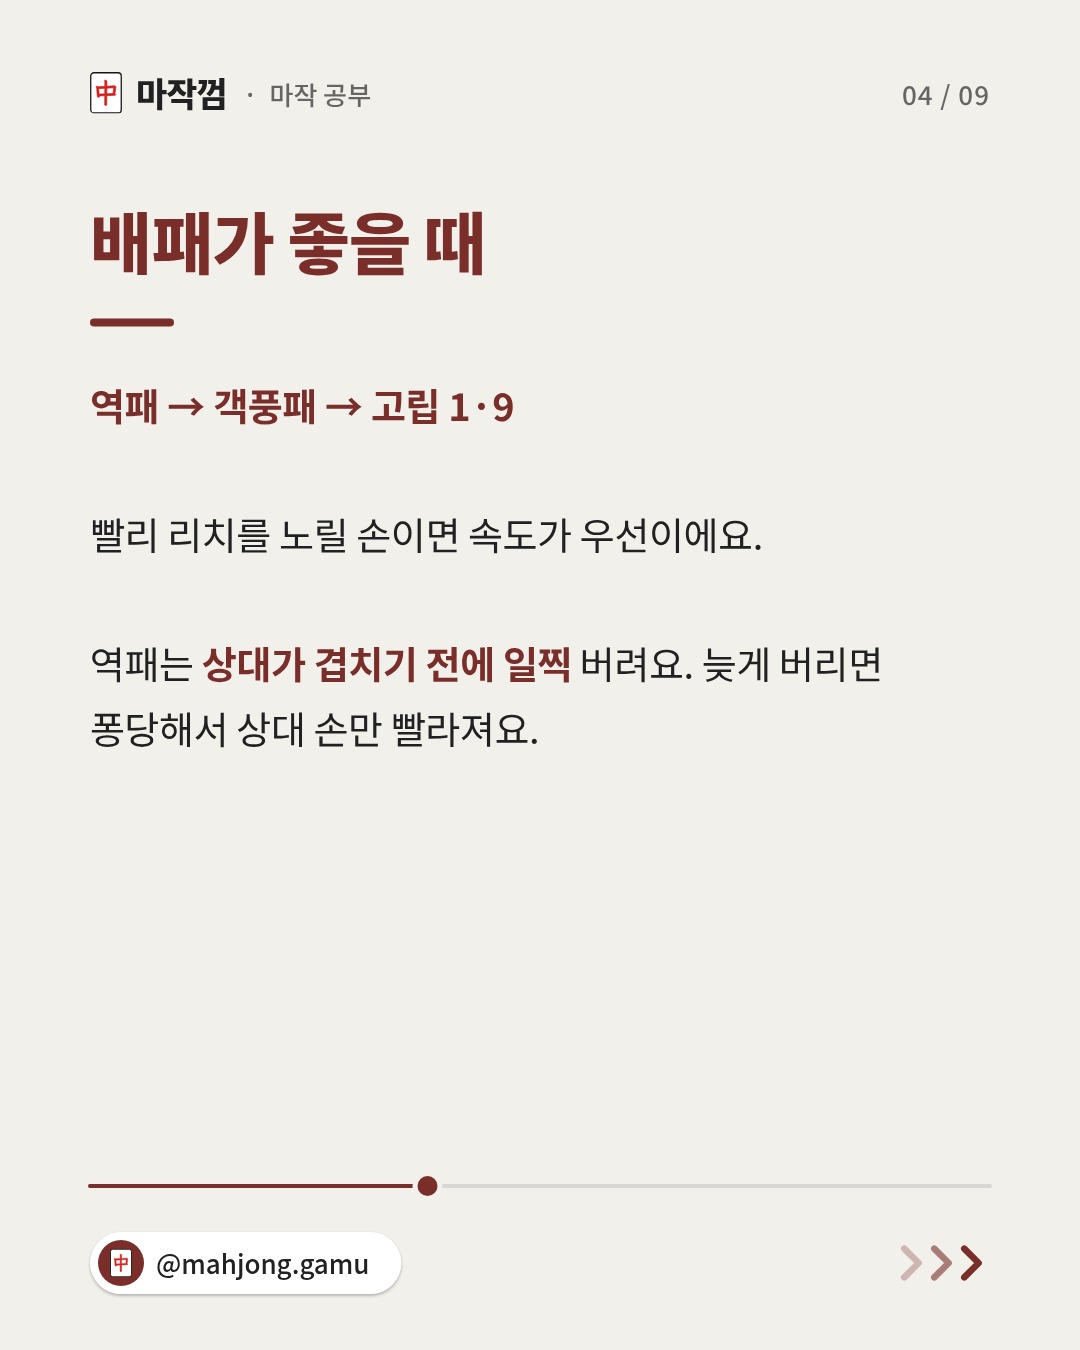 中 마작껌 · 마작 공부
04 / 09
배패가 좋을 때
역패 → 객풍패 → 고립 1·9
빨리 리치를 노릴 손이면 속도가 우선이에요.
역패는 상대가 겹치기 전에 일찍 버려요. 늦게 버리면
퐁당해서 상대 손만 빨라져요.
中 @mahjong.gamu